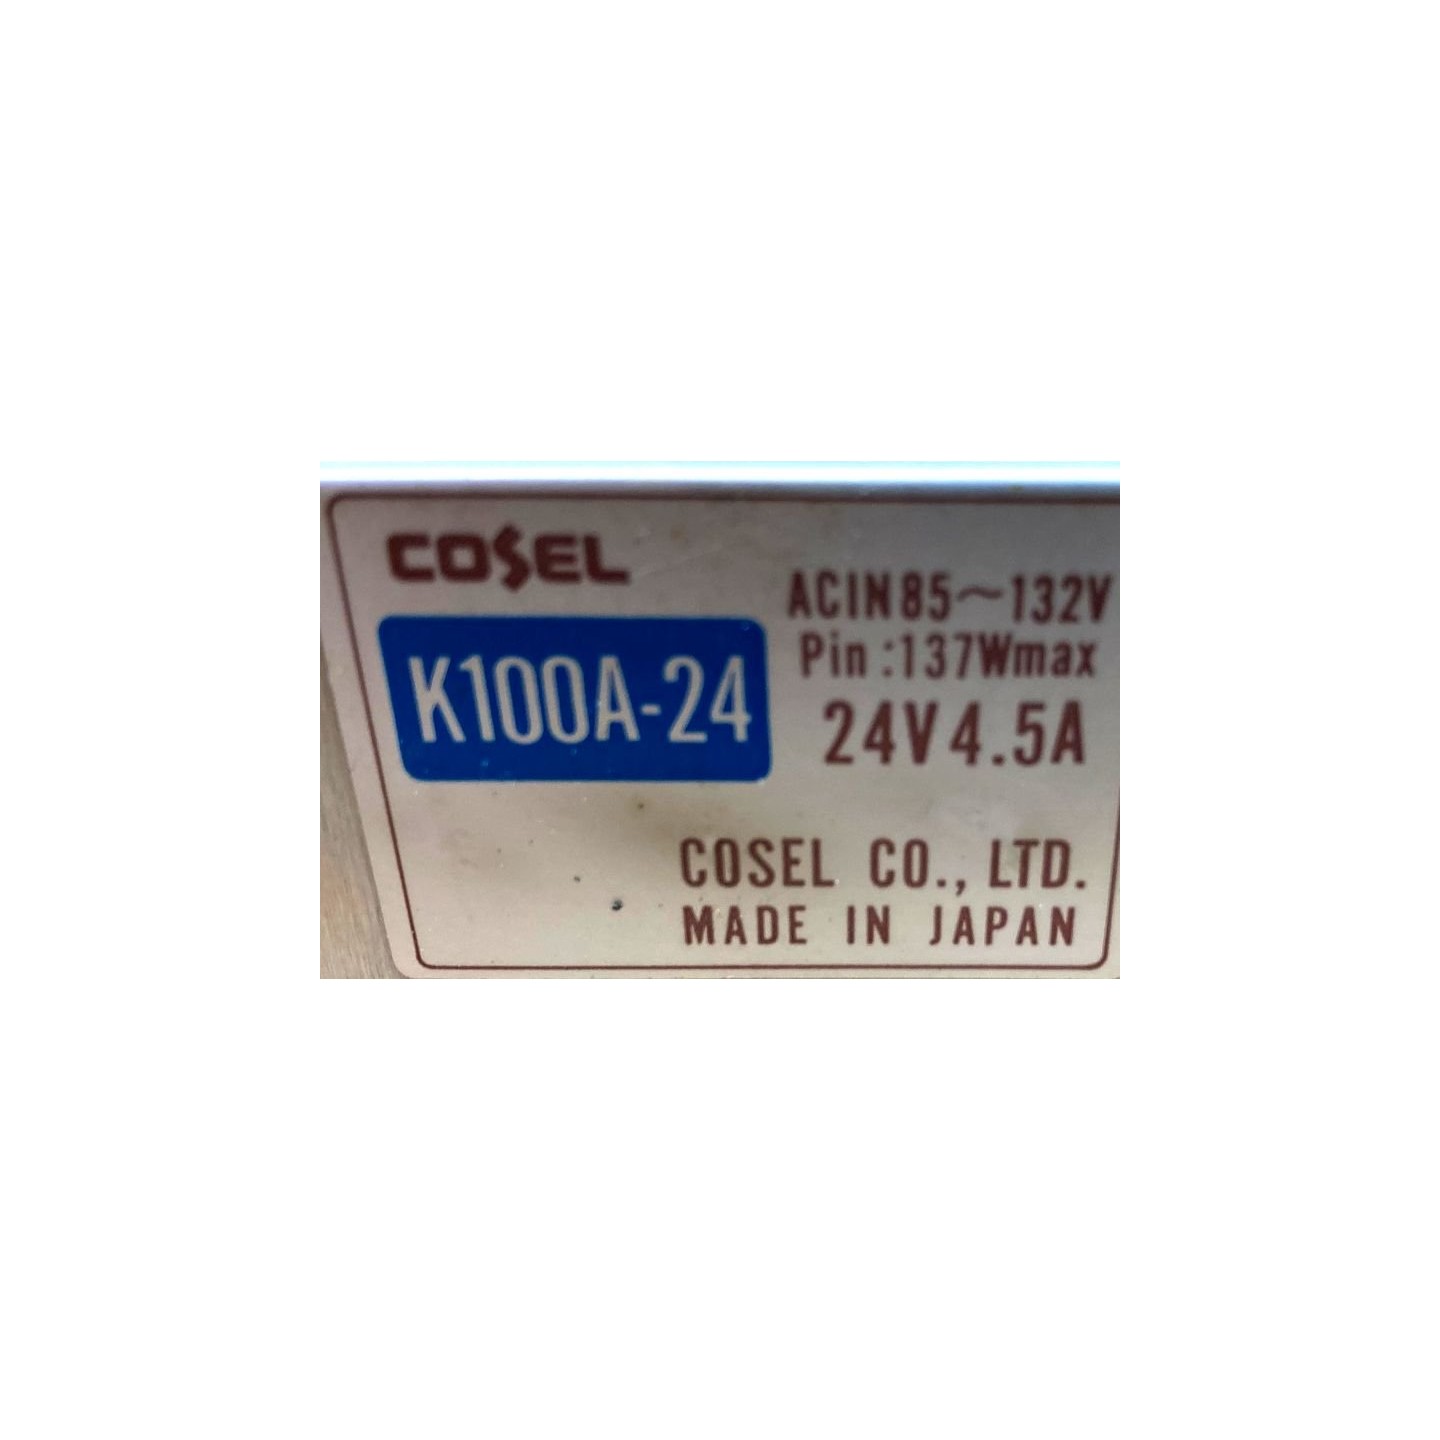 COSEL
K100A-24
ACIN85～132V
Pin :137Wmax
24V4.5A
COSEL CO., LTD.
MADE IN JAPAN